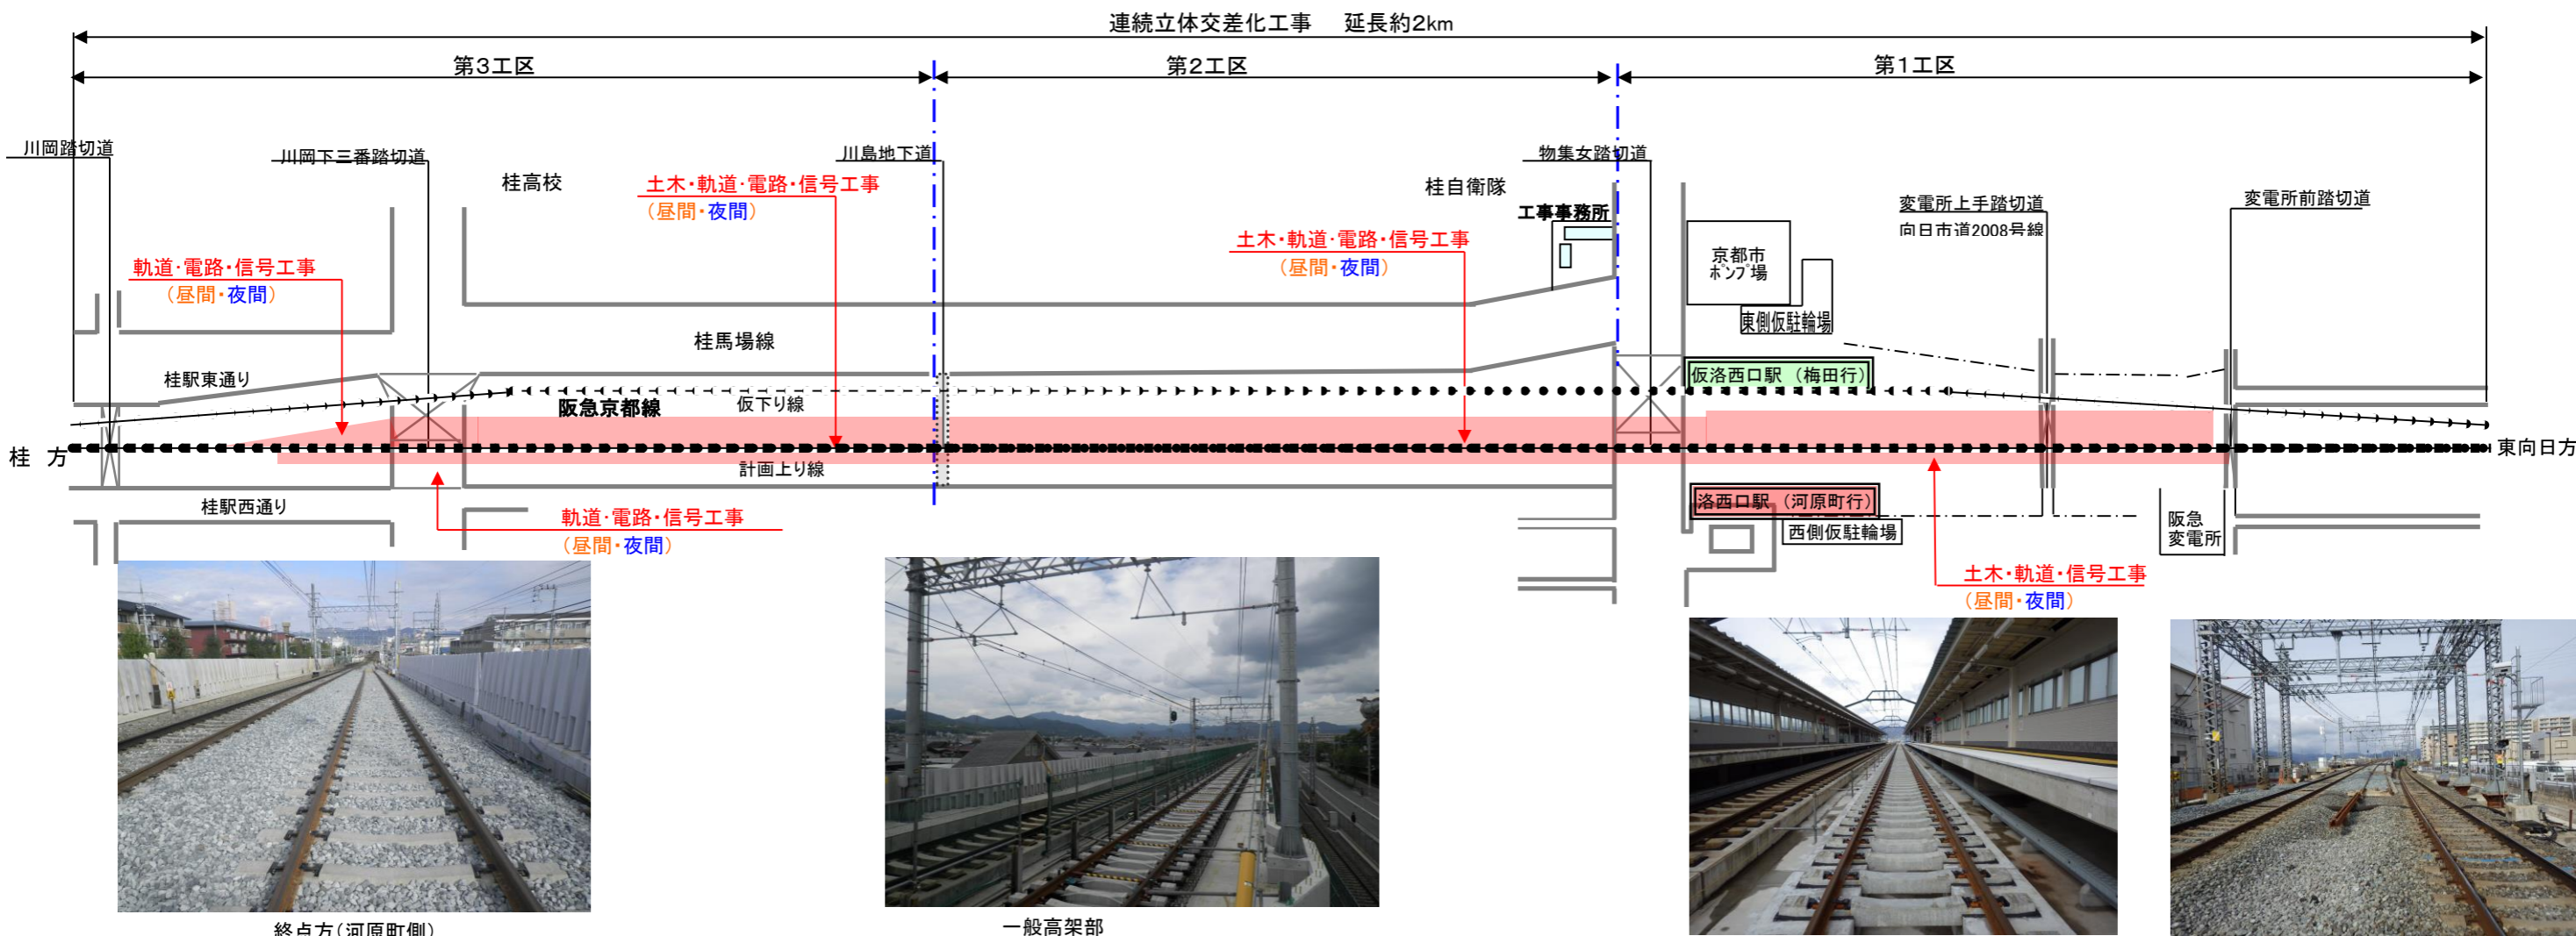 連続立体交差化工事 延長約2km
第3工区
第2工区
第1工区
川岡踏切道
川岡下三番踏切道
川島地下道
物集女踏切道
変電所上手踏切道
向日市道2008号線
変電所前踏切道
桂高校
桂自衛隊
工事事務所
土木・軌道・電路・信号工事
(昼間・夜間)
土木・軌道・電路・信号工事
(昼間・夜間)
軌道・電路・信号工事
(昼間・夜間)
京都市
ポンプ場
東側仮駐輪場
桂馬場線
桂駅東通り
仮洛西口駅 (梅田行)
阪急京都線
仮下り線
桂 方
東向日方
計画上り線
洛西口駅 (河原町行)
桂駅西通り
西側仮駐輪場
阪急
変電所
軌道・電路・信号工事
(昼間・夜間)
土木・軌道・信号工事
(昼間・夜間)
終点方(河原町側)
一般高架部